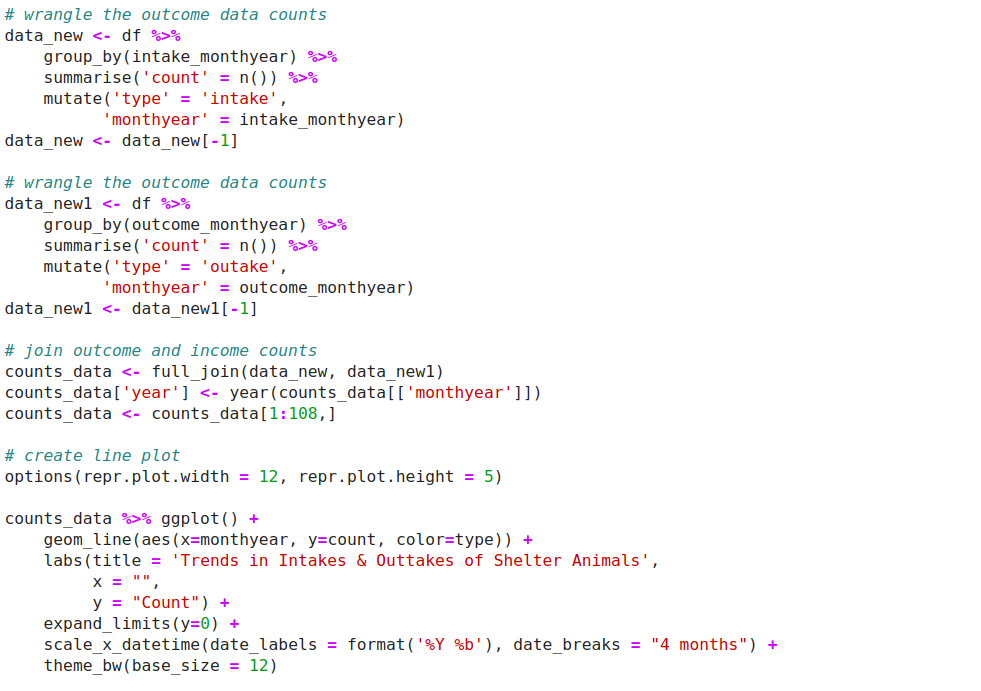 # wrangle the outcome data counts
data_new <- df %>%
    group_by(intake_monthyear) %>%
    summarise('count' = n()) %>%
    mutate('type' = 'intake',
          'monthyear' = intake_monthyear)
data_new <- data_new[-1]

# wrangle the outcome data counts
data_new1 <- df %>%
    group_by(outcome_monthyear) %>%
    summarise('count' = n()) %>%
    mutate('type' = 'outake',
          'monthyear' = outcome_monthyear)
data_new1 <- data_new1[-1]

# join outcome and income counts
counts_data <- full_join(data_new, data_new1)
counts_data['year'] <- year(counts_data[['monthyear']])
counts_data <- counts_data[1:108,]

# create line plot
options(repr.plot.width = 12, repr.plot.height = 5)

counts_data %>% ggplot() +
    geom_line(aes(x=monthyear, y=count, color=type)) +
    labs(title = 'Trends in Intakes & Outtakes of Shelter Animals',
         x = "",
         y = "Count") +
    expand_limits(y=0) +
    scale_x_datetime(date_labels = format('%Y %b'), date_breaks = "4 months") +
    theme_bw(base_size = 12)